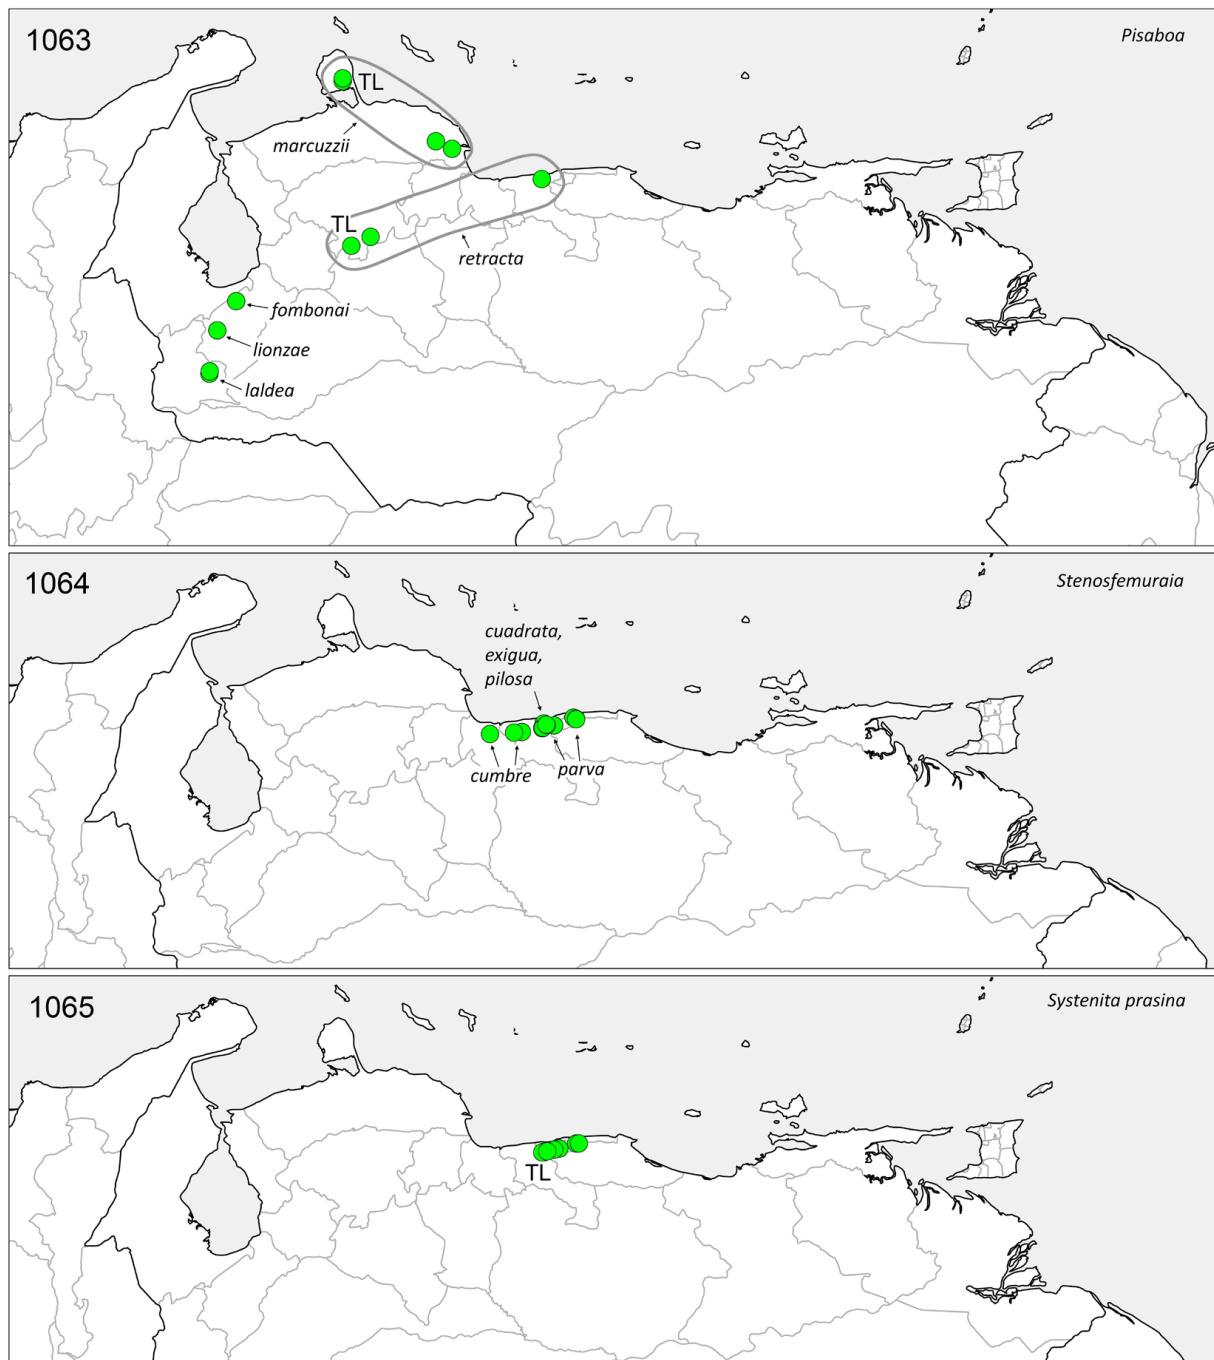 1063
Pisaboa
TL
marcuzzii
TL
retracta
fombonai
lionzae
laldea
1064
Stenosfemuraia
cuadrata,
exigua,
pilosa
cumbre
parva
1065
Systenita prasina
TL